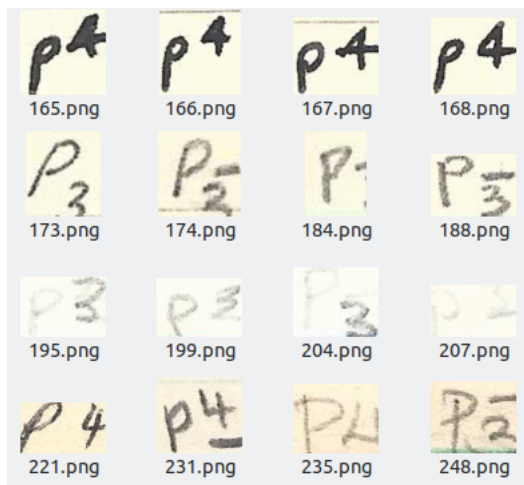 p4 p4 p4 p4
165.png 166.png 167.png 168.png
P3 P2 P P3
173.png 174.png 184.png 188.png
p3 p3 P3 p3
195.png 199.png 204.png 207.png
P4 p4 P4 P2
221.png 231.png 235.png 248.png